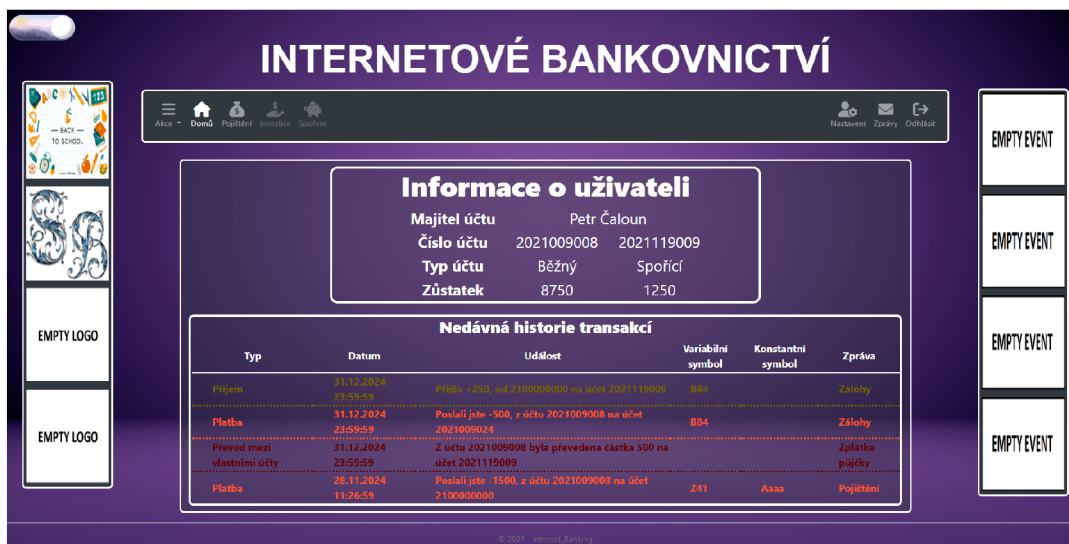 INTERNETOVÉ BANKOVNICTVÍ
Akce Domů Pojištění Investice Spoření Nastavení Zprávy Odhlásit
ABC 123
BACK
TO SCHOOL
SB
EMPTY LOGO
EMPTY LOGO
Informace o uživateli
Majitel účtu Petr Čaloun
Číslo účtu 2021009008 2021119009
Typ účtu Běžný Spořící
Zůstatek 8750 1250
Nedávná historie transakcí
Typ Datum Událost Variabilní symbol Konstantní symbol Zpráva
Příjem 31.12.2024 23:59:59 Přišlo +250, od 2100000000 na účet 2021119009 B84 Zálohy
Platba 31.12.2024 23:59:59 Poslali jste -500, z účtu 2021009008 na účet 2021009024 B84 Zálohy
Převod mezi vlastními účty 31.12.2024 23:59:59 Z účtu 2021009008 byla převedena částka 500 na účet 2021119009 Zplátka půjčky
Platba 28.11.2024 11:26:59 Poslali jste -1500, z účtu 2021009008 na účet 2100000000 Z41 Aaaa Pojištění
EMPTY EVENT
EMPTY EVENT
EMPTY EVENT
EMPTY EVENT
© 2021 Internet_Banking